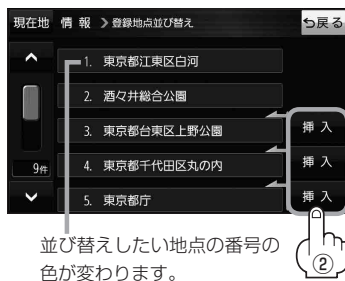 現在地 情 報 > 登録地点並び替え 戻る
1. 東京都江東区白河
2. 酒々井総合公園
3. 東京都台東区上野公園
挿 入
4. 東京都千代田区丸の内
挿 入
9件
5. 東京都庁
挿 入
並び替えしたい地点の番号の
色が変わります。
②